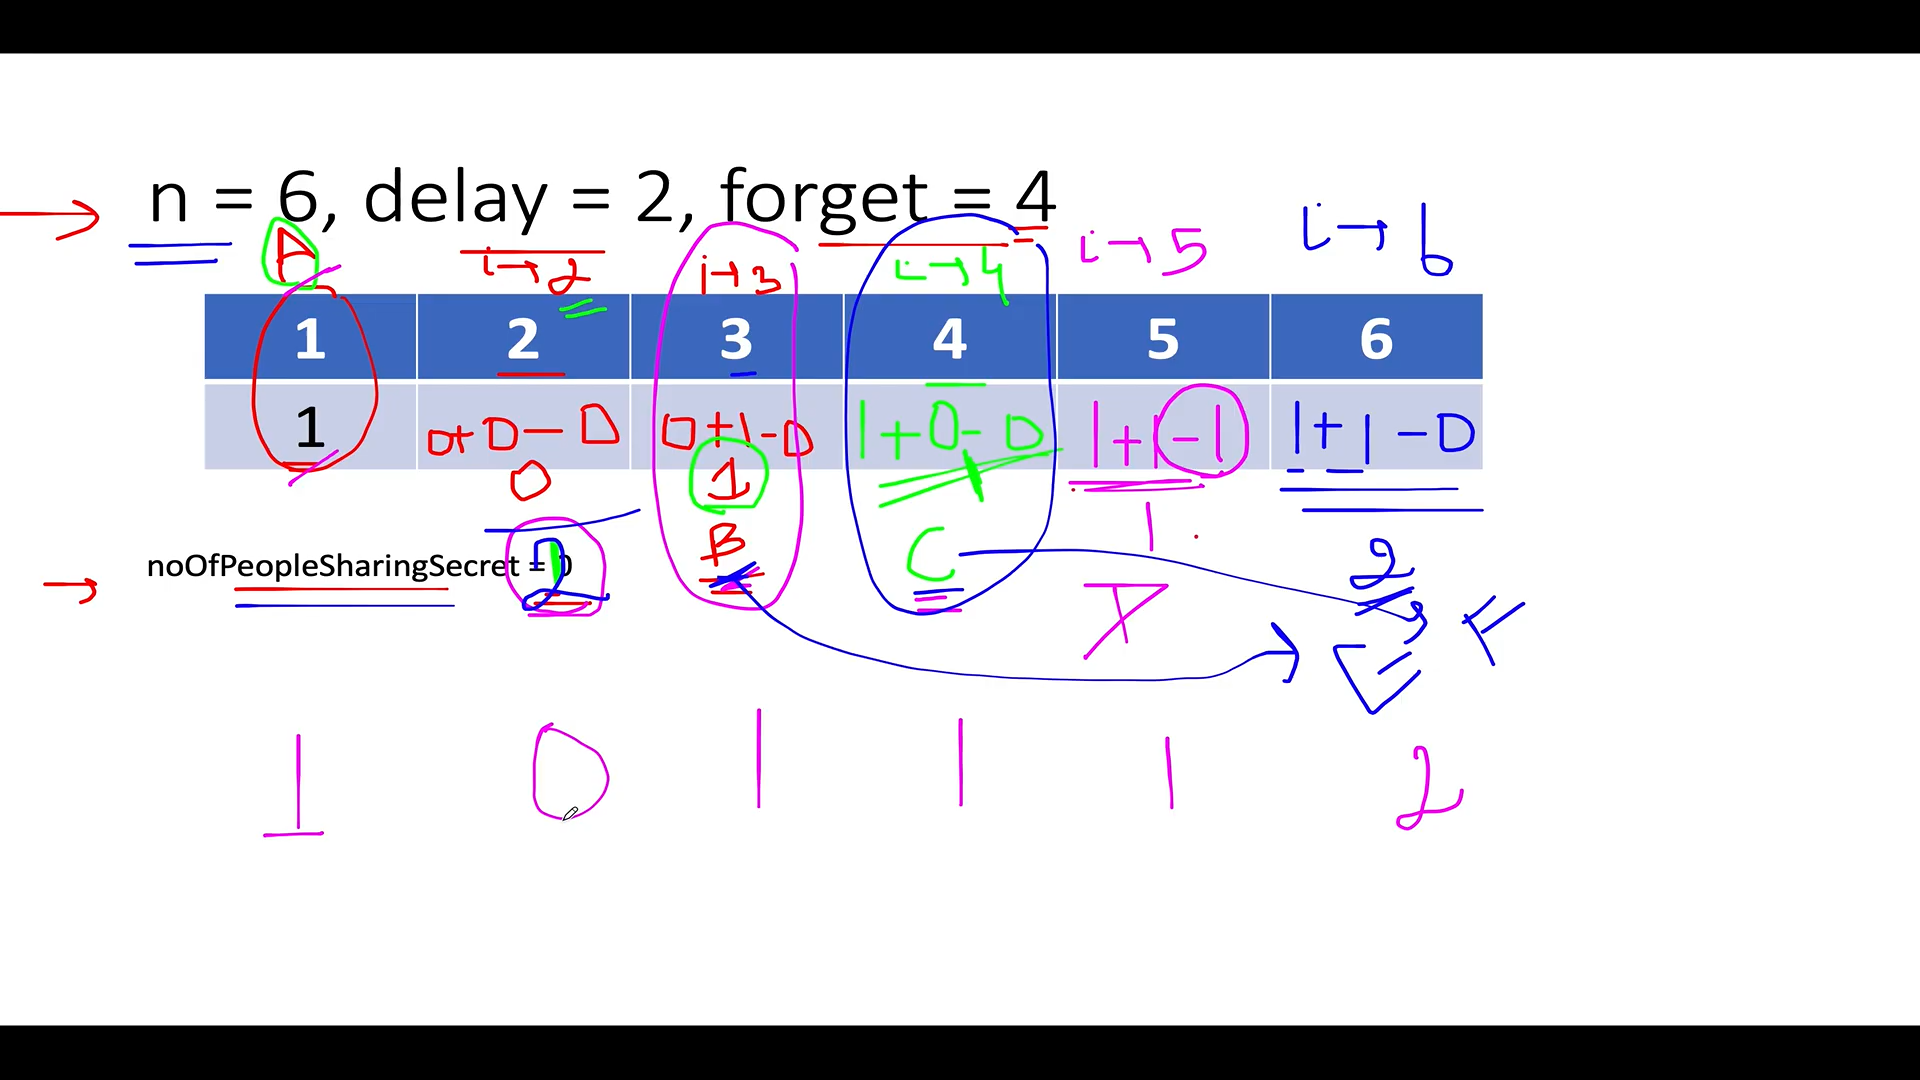 n = 6, delay = 2, forget = 4
A i→2 i→3 i→4 i→5 i→6
1 2 3 4 5 6
1 0+0-0 0+1-0 1+0-0 1+1-1 1+1-0
0 1 1 2
noOfPeopleSharingSecret = 0 B C
E F
1 0 1 1 1 2